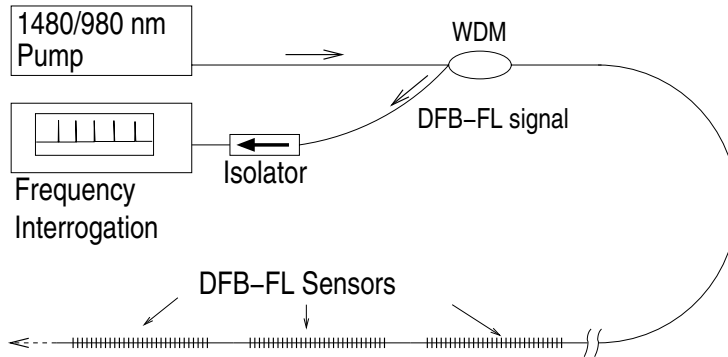 1480/980 nm
Pump
WDM
DFB–FL signal
Isolator
Frequency
Interrogation
DFB–FL Sensors